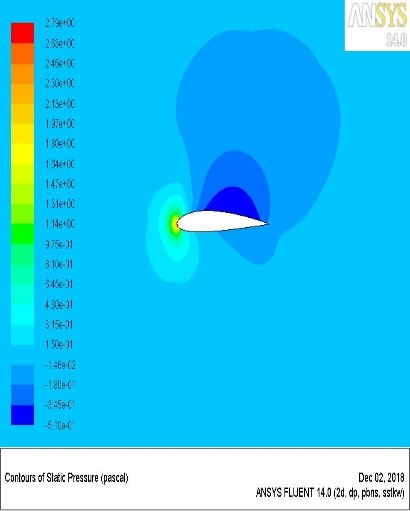 ANSYS
14.0
2.79e+00
2.63e+00
2.46e+00
2.30e+00
2.13e+00
1.97e+00
1.80e+00
1.64e+00
1.47e+00
1.31e+00
1.14e+00
9.75e-01
8.10e-01
6.45e-01
4.80e-01
3.15e-01
1.50e-01
-1.46e-02
-1.80e-01
-3.45e-01
-5.10e-01
Contours of Static Pressure (pascal)
Dec 02, 2018
ANSYS FLUENT 14.0 (2d, dp, pbns, sstkw)